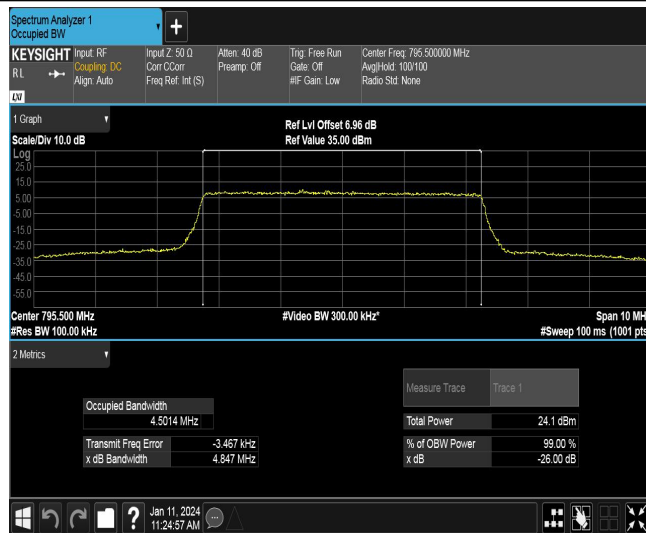 Spectrum Analyzer 1
Occupied BW
+
KEYSIGHT
RL
LXI
Input: RF
Coupling: DC
Align: Auto
Input Z: 50 Ω
Corr CCorr
Freq Ref: Int (S)
Atten: 40 dB
Preamp: Off
Trig: Free Run
Gate: Off
#IF Gain: Low
Center Freq: 795.500000 MHz
Avg|Hold: 100/100
Radio Std: None
1 Graph
Scale/Div 10.0 dB
Ref Lvl Offset 6.96 dB
Ref Value 35.00 dBm
Log
25.0
15.0
5.00
-5.00
-15.0
-25.0
-35.0
-45.0
-55.0
Center 795.500 MHz
#Res BW 100.00 kHz
#Video BW 300.00 kHz*
Span 10 MH
#Sweep 100 ms (1001 pts
2 Metrics
Measure Trace Trace 1
Occupied Bandwidth
4.5014 MHz
Total Power 24.1 dBm
Transmit Freq Error -3.467 kHz
% of OBW Power 99.00 %
x dB Bandwidth 4.847 MHz
x dB -26.00 dB
?
Jan 11, 2024
11:24:57 AM